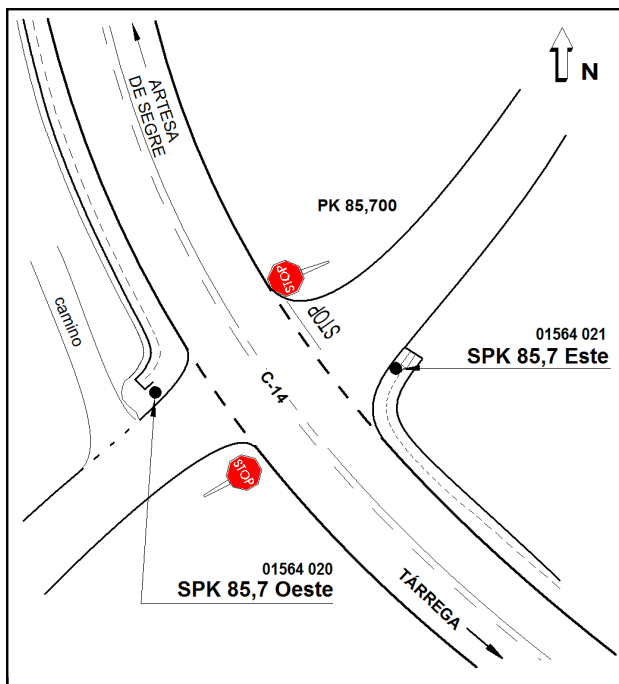 ARTESA
DE SEGRE
N
PK 85,700
STOP
STOP
camino
01564 021
SPK 85,7 Este
C-14
STOP
01564 020
SPK 85,7 Oeste
TÁRREGA